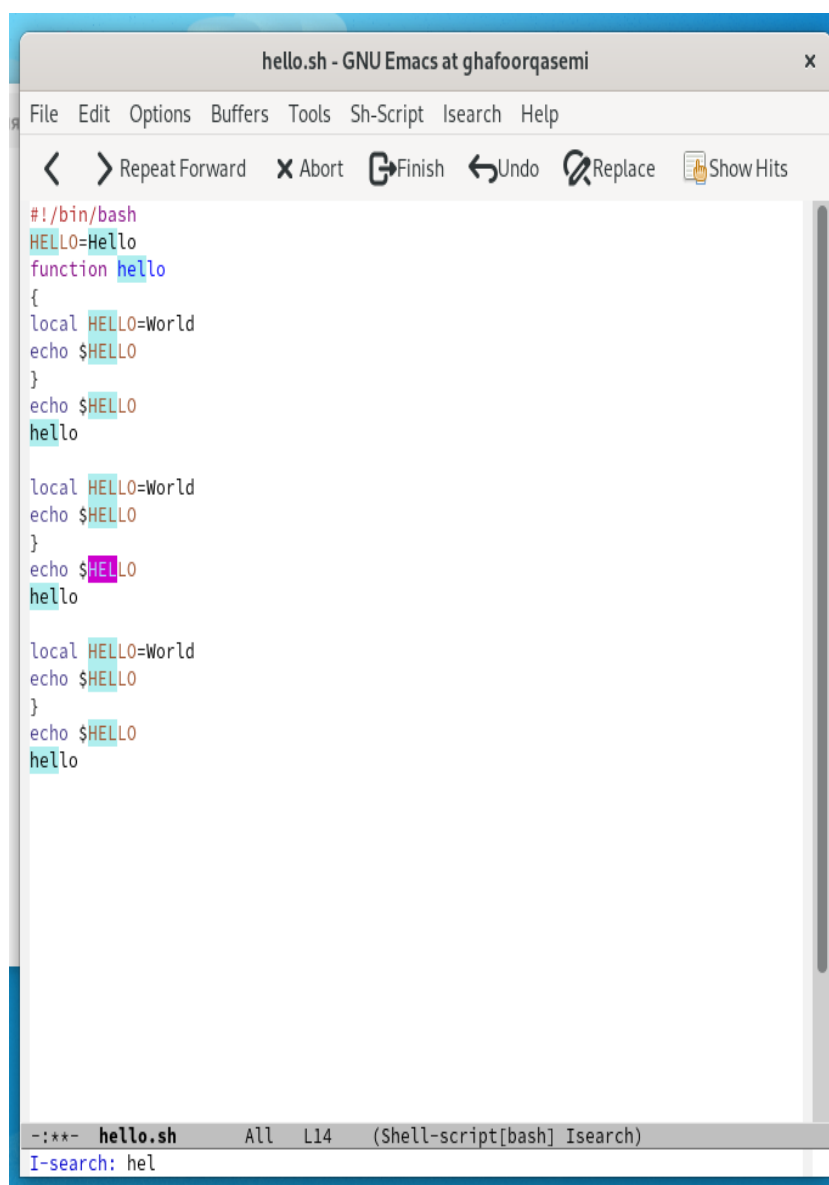 hello.sh - GNU Emacs at ghafoorqasemi x
File Edit Options Buffers Tools Sh-Script Isearch Help
Repeat Forward Abort Finish Undo Replace Show Hits
#!/bin/bash
HELLO=Hello
function hello
{
local HELLO=World
echo $HELLO
}
echo $HELLO
hello
local HELLO=World
echo $HELLO
}
echo $HELLO
hello
local HELLO=World
echo $HELLO
}
echo $HELLO
hello
-:**- hello.sh All L14 (Shell-script[bash] Isearch)
I-search: hel